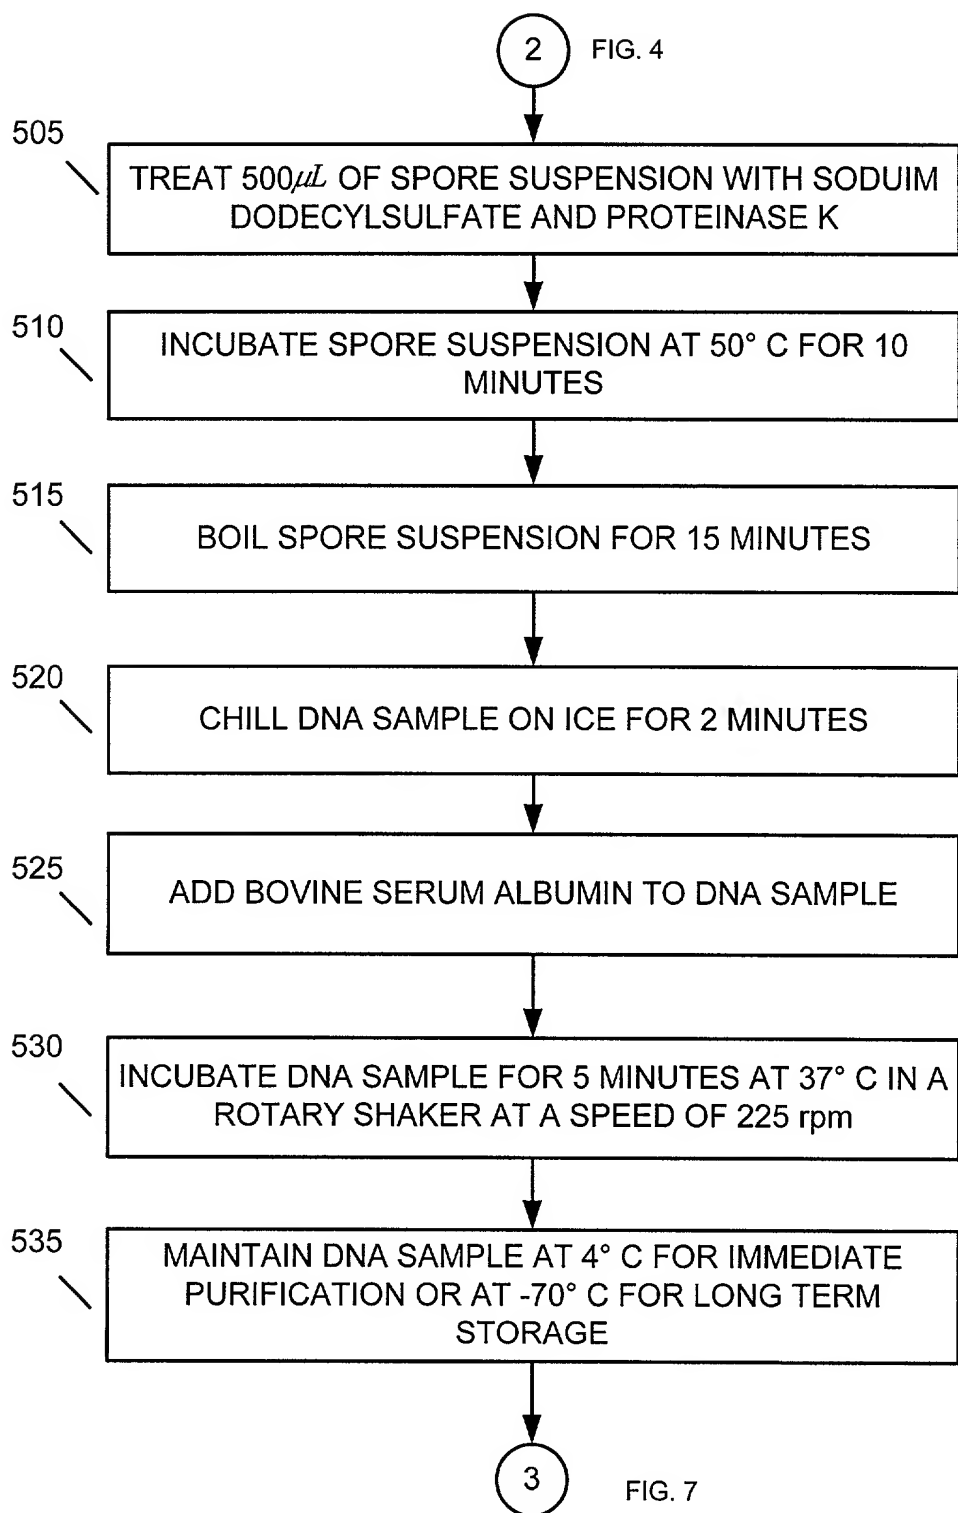 2 FIG. 4
505
TREAT 500μL OF SPORE SUSPENSION WITH SODUIM
DODECYLSULFATE AND PROTEINASE K
510
INCUBATE SPORE SUSPENSION AT 50° C FOR 10
MINUTES
515
BOIL SPORE SUSPENSION FOR 15 MINUTES
520
CHILL DNA SAMPLE ON ICE FOR 2 MINUTES
525
ADD BOVINE SERUM ALBUMIN TO DNA SAMPLE
530
INCUBATE DNA SAMPLE FOR 5 MINUTES AT 37° C IN A
ROTARY SHAKER AT A SPEED OF 225 rpm
535
MAINTAIN DNA SAMPLE AT 4° C FOR IMMEDIATE
PURIFICATION OR AT -70° C FOR LONG TERM
STORAGE
3 FIG. 7